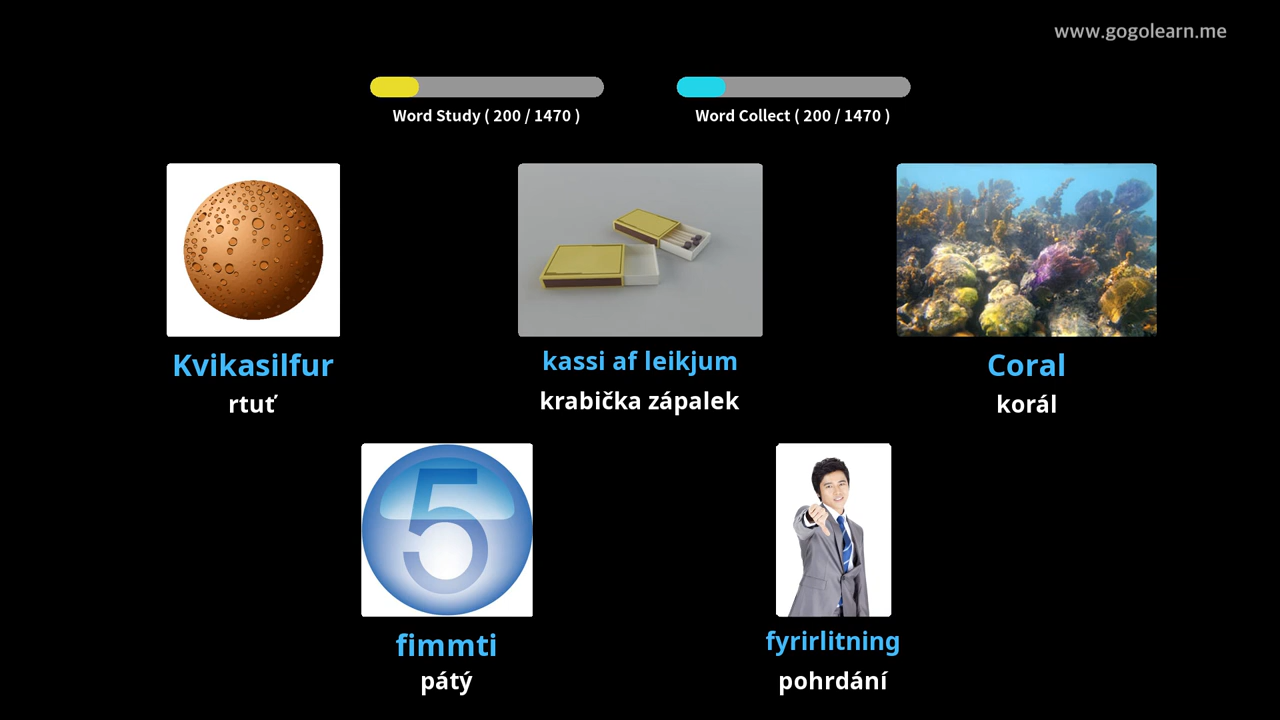 www.gogolearn.me
Word Study ( 200 / 1470 )
Word Collect ( 200 / 1470 )
Kvikasilfur
kassi af leikjum
Coral
rtuť
krabička zápalek
korál
5
fimmti
fyrirlitning
pátý
pohrdání